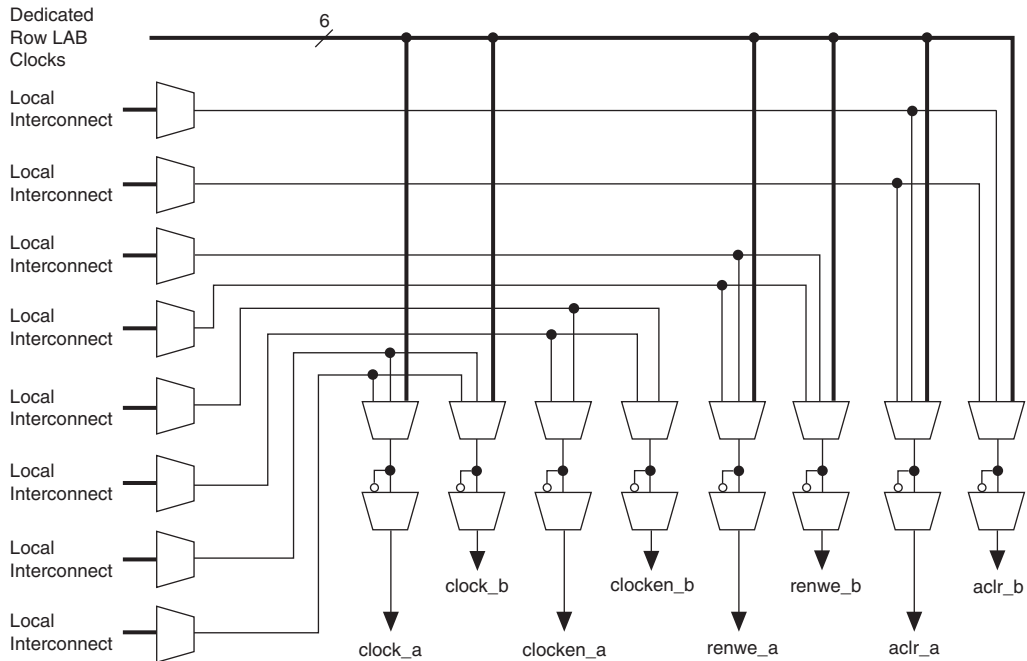 Dedicated
Row LAB
Clocks
6
Local
Interconnect
Local
Interconnect
Local
Interconnect
Local
Interconnect
Local
Interconnect
Local
Interconnect
Local
Interconnect
Local
Interconnect
clock_b
clocken_b
renwe_b
aclr_b
clock_a
clocken_a
renwe_a
aclr_a